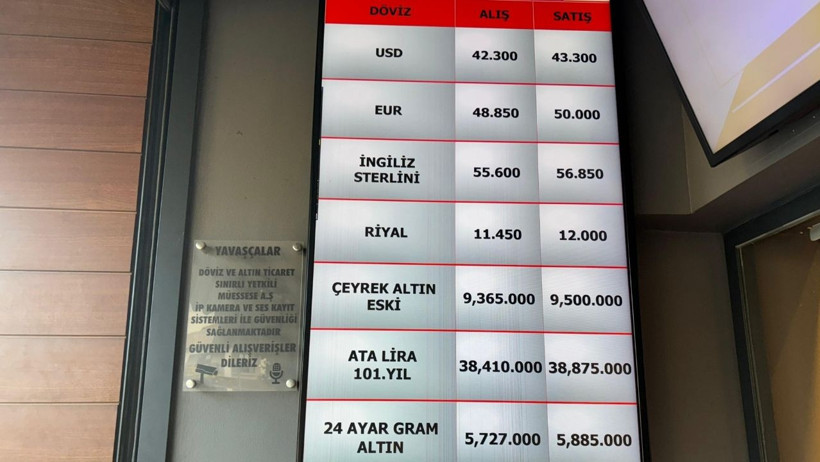 DÖVİZ ALIŞ SATIŞ
USD 42.300 43.300
EUR 48.850 50.000
İNGİLİZ
STERLİNİ 55.600 56.850
RİYAL 11.450 12.000
ÇEYREK ALTIN
ESKİ 9,365.000 9,500.000
ATA LİRA
101.YIL 38,410.000 38,875.000
24 AYAR GRAM
ALTIN 5,727.000 5,885.000
YAVAŞÇALAR
DÖVİZ VE ALTIN TİCARET
SINIRLI YETKİLİ
MÜESSESE A.Ş
İP KAMERA VE SES KAYIT
SİSTEMLERİ İLE GÜVENLİĞİ
SAĞLANMAKTADIR
GÜVENLİ ALIŞVERİŞLER
DİLERİZ